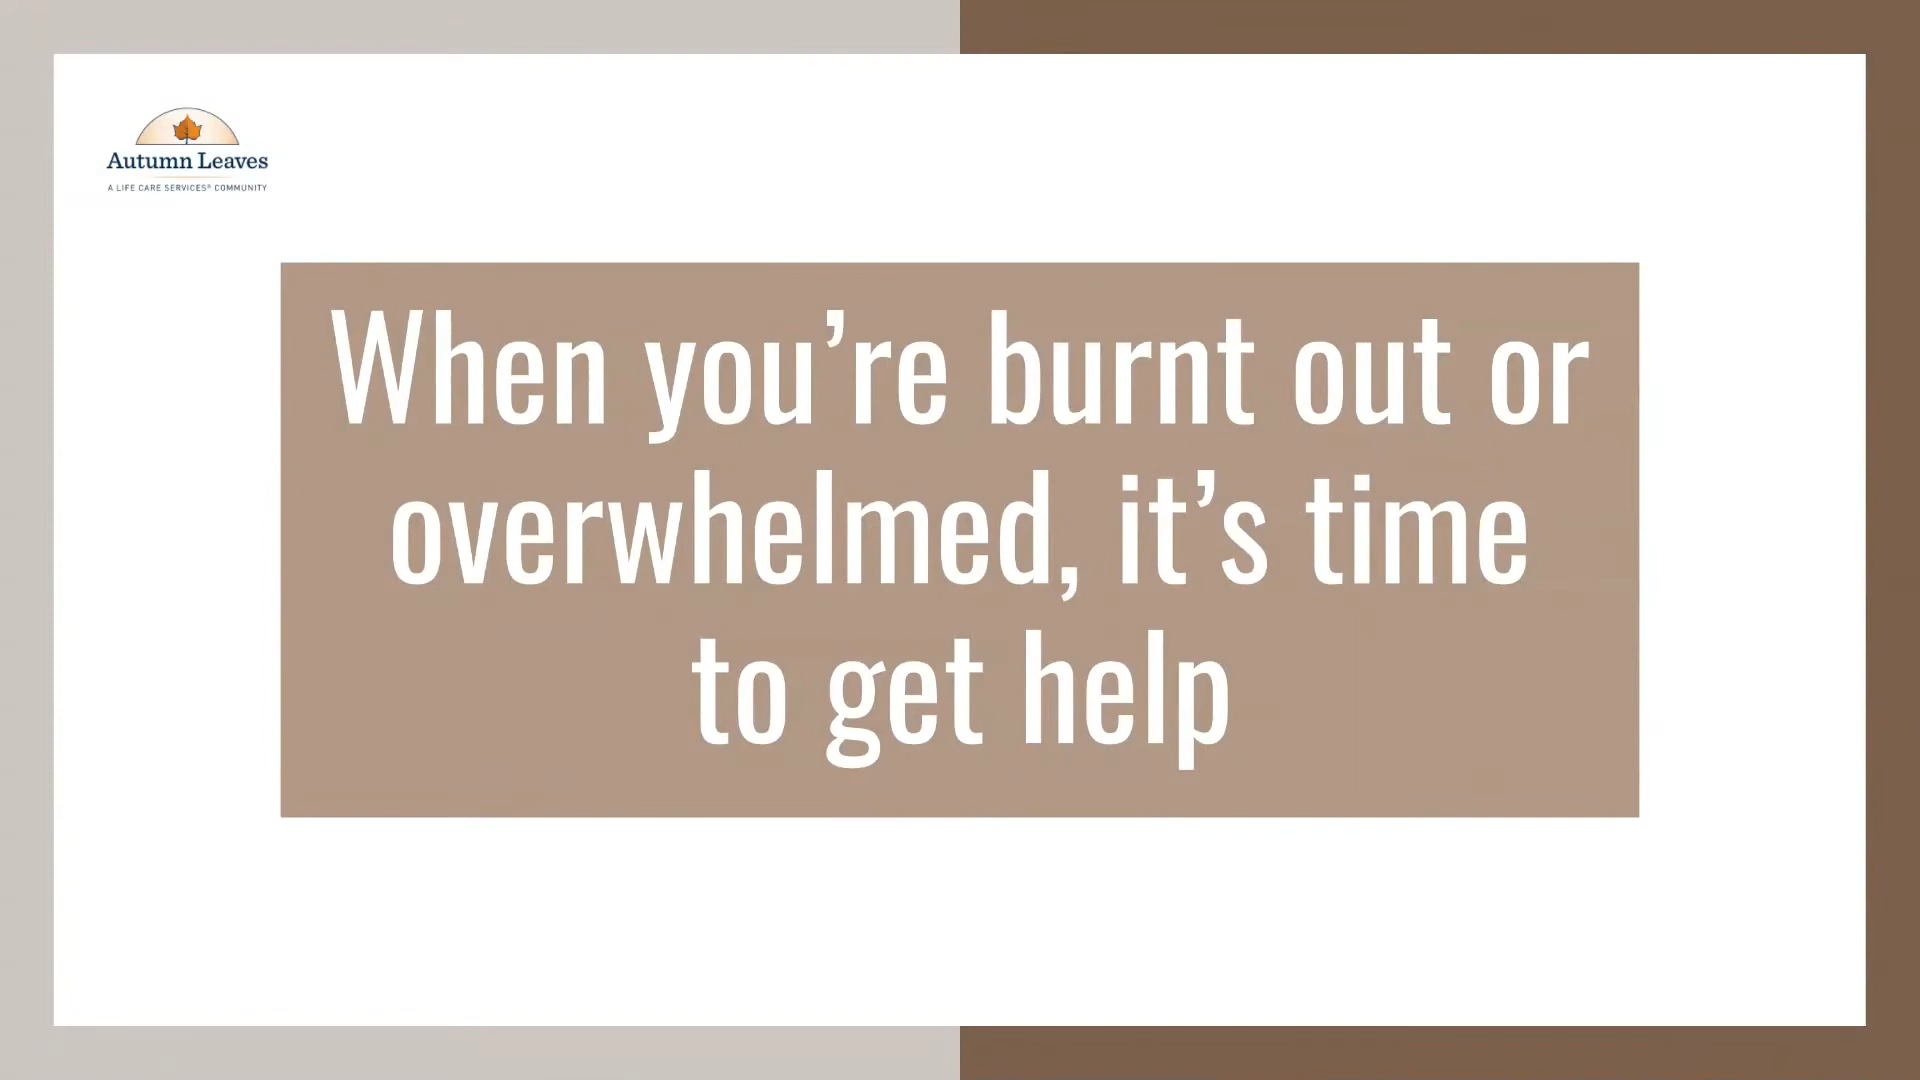 Autumn Leaves
A LIFE CARE SERVICES® COMMUNITY
When you’re burnt out or
overwhelmed, it’s time
to get help